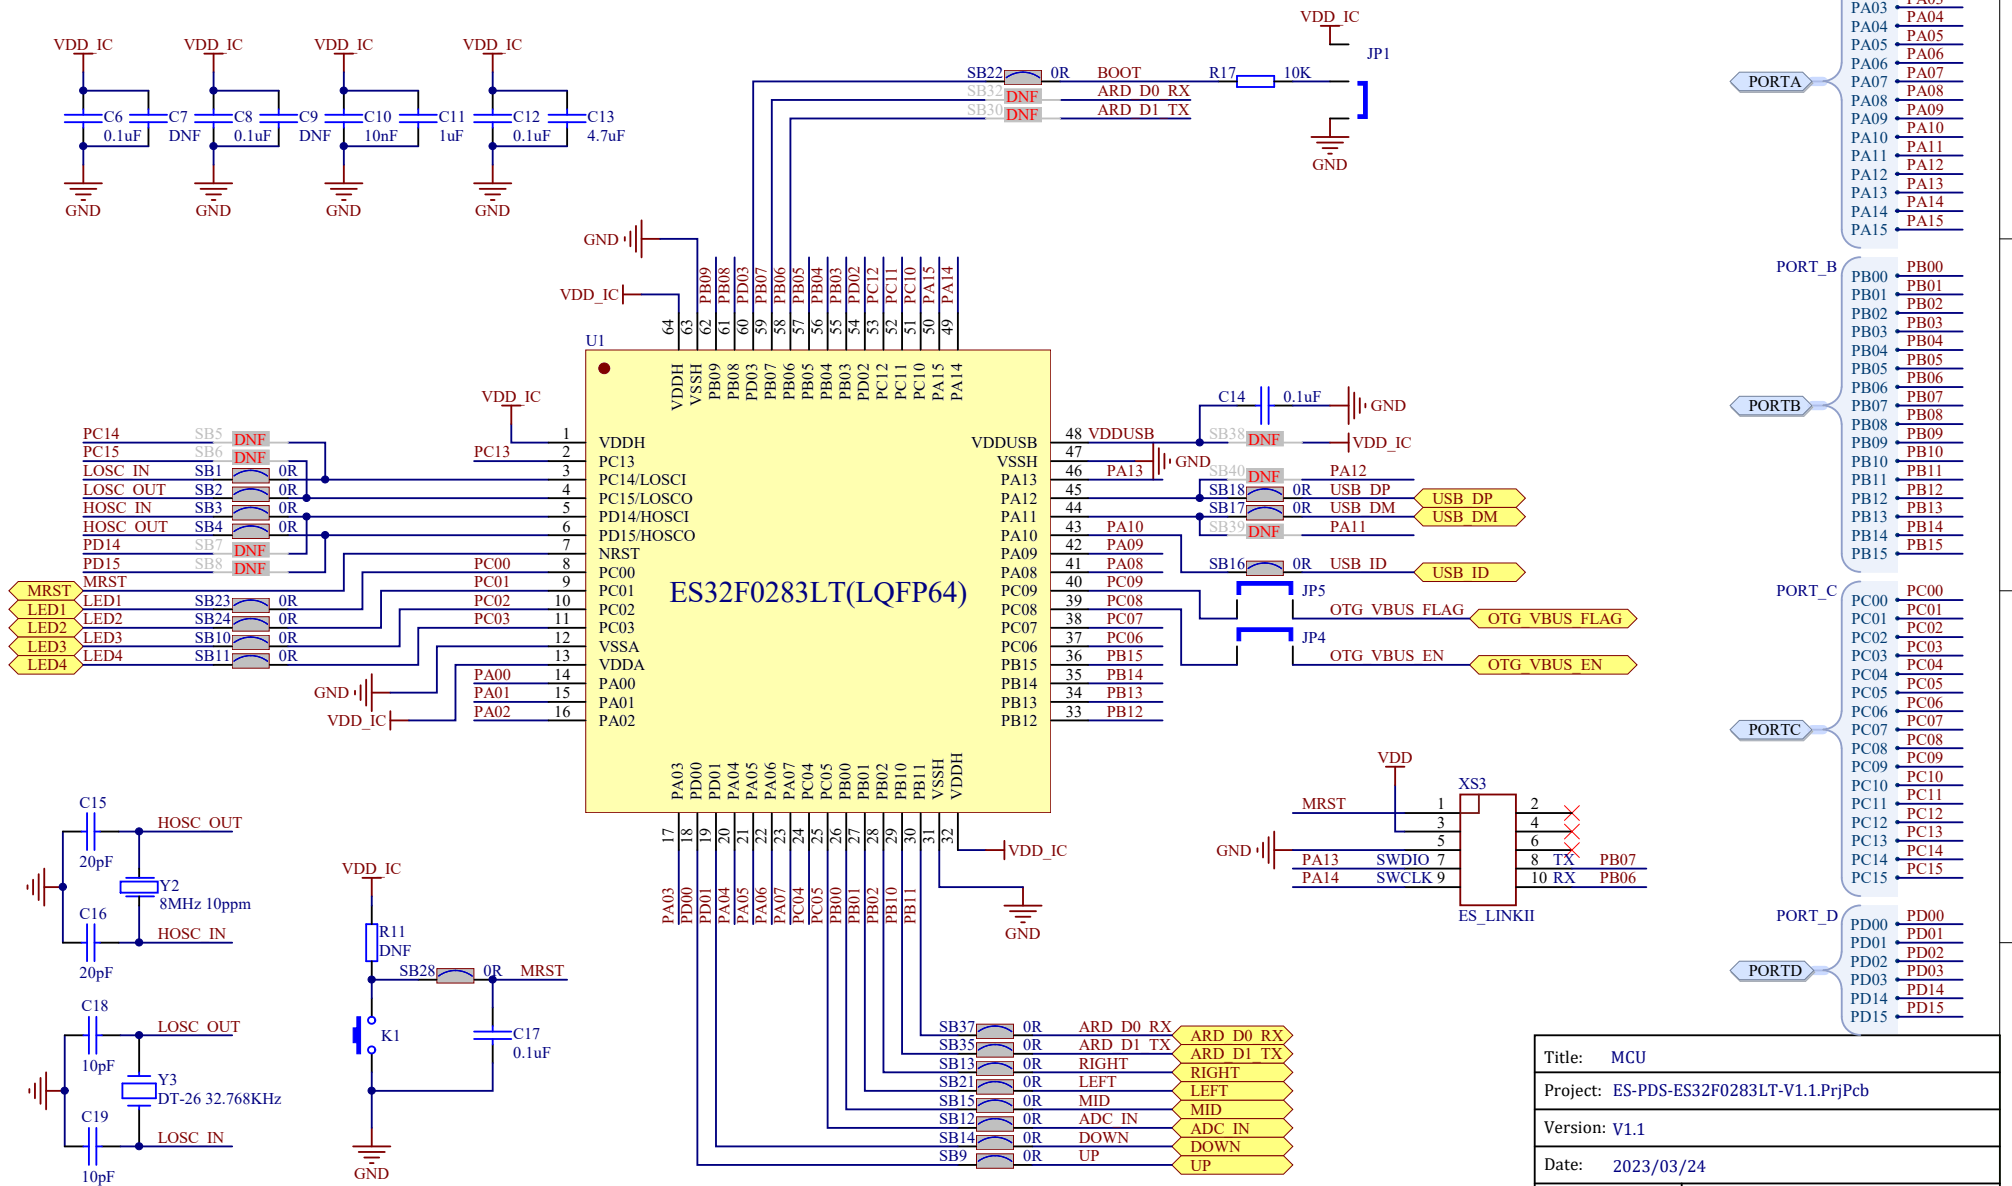 VDD_IC
VDD_IC
VDD_IC
VDD_IC
C6
0.1uF
C7
DNF
C8
0.1uF
C9
DNF
C10
10nF
C11
1uF
C12
0.1uF
C13
4.7uF
GND
GND
GND
GND
VDD_IC
JP1
SB22 0R BOOT R17 10K
SB32 DNF ARD_D0_RX
SB30 DNF ARD_D1_TX
GND
GND
VDD_IC
PB09
PB08
PD03
PB07
PB06
PB05
PB04
PB03
PD02
PC12
PC11
PC10
PA15
PA14
64
63
62
61
60
59
58
57
56
55
54
53
52
51
50
49
U1
VDDH
VSSH
PB09
PB08
PD03
PB07
PB06
PB05
PB04
PB03
PD02
PC12
PC11
PC10
PA15
PA14
VDD_IC
PC14 SB5 DNF
PC15 SB6 DNF
LOSC_IN SB1 0R
LOSC_OUT SB2 0R
HOSC_IN SB3 0R
HOSC_OUT SB4 0R
PD14 SB7 DNF
PD15 SB8 DNF
MRST MRST
LED1 LED1 SB23 0R
LED2 LED2 SB24 0R
LED3 LED3 SB10 0R
LED4 LED4 SB11 0R
GND
VDD_IC
1 VDDH
PC13 2 PC13
3 PC14/LOSCI
4 PC15/LOSCO
5 PD14/HOSCI
6 PD15/HOSCO
7 NRST
PC00 8 PC00
PC01 9 PC01
PC02 10 PC02
PC03 11 PC03
12 VSSA
13 VDDA
PA00 14 PA00
PA01 15 PA01
PA02 16 PA02
ES32F0283LT(LQFP64)
VDDUSB 48 VDDUSB
VSSH 47 GND
PA13 46 PA13
PA12 45
PA11 44
PA10 43 PA10
PA09 42 PA09
PA08 41 PA08
PC09 40 PC09
PC08 39 PC08
PC07 38 PC07
PC06 37 PC06
PB15 36 PB15
PB14 35 PB14
PB13 34 PB13
PB12 33 PB12
C14 0.1uF GND
SB38 DNF VDD_IC
SB40 DNF PA12
SB18 0R USB_DP USB_DP
SB17 0R USB_DM USB_DM
SB39 DNF PA11
SB16 0R USB_ID USB_ID
JP5
OTG_VBUS_FLAG OTG_VBUS_FLAG
JP4
OTG_VBUS_EN OTG_VBUS_EN
PA03
PD00
PD01
PA04
PA05
PA06
PA07
PC04
PC05
PB00
PB01
PB02
PB10
PB11
VSSH
VDDH
17
18
19
20
21
22
23
24
25
26
27
28
29
30
31
32
PA03
PD00
PD01
PA04
PA05
PA06
PA07
PC04
PC05
PB00
PB01
PB02
PB10
PB11
VDD_IC
GND
SB37 0R ARD_D0_RX ARD_D0_RX
SB35 0R ARD_D1_TX ARD_D1_TX
SB13 0R RIGHT RIGHT
SB21 0R LEFT LEFT
SB15 0R MID MID
SB12 0R ADC_IN ADC_IN
SB14 0R DOWN DOWN
SB9 0R UP UP
C15
20pF
HOSC_OUT
Y2
8MHz 10ppm
C16
20pF
HOSC_IN
C18
10pF
LOSC_OUT
Y3
DT-26 32.768KHz
C19
10pF
LOSC_IN
VDD_IC
R11
DNF
SB28 0R MRST
K1
C17
0.1uF
GND
VDD
XS3
MRST 1 2
3 4
GND 5 6
PA13 SWDIO 7 8 TX PB07
PA14 SWCLK 9 10 RX PB06
ES_LINKII
PORTA
PA03
PA04 PA04
PA05 PA05
PA06 PA06
PA07 PA07
PA08 PA08
PA09 PA09
PA10 PA10
PA11 PA11
PA12 PA12
PA13 PA13
PA14 PA14
PA15 PA15
PORT_B
PORTB
PB00 PB00
PB01 PB01
PB02 PB02
PB03 PB03
PB04 PB04
PB05 PB05
PB06 PB06
PB07 PB07
PB08 PB08
PB09 PB09
PB10 PB10
PB11 PB11
PB12 PB12
PB13 PB13
PB14 PB14
PB15 PB15
PORT_C
PORTC
PC00 PC00
PC01 PC01
PC02 PC02
PC03 PC03
PC04 PC04
PC05 PC05
PC06 PC06
PC07 PC07
PC08 PC08
PC09 PC09
PC10 PC10
PC11 PC11
PC12 PC12
PC13 PC13
PC14 PC14
PC15 PC15
PORT_D
PORTD
PD00 PD00
PD01 PD01
PD02 PD02
PD03 PD03
PD14 PD14
PD15 PD15
Title: MCU
Project: ES-PDS-ES32F0283LT-V1.1.PrjPcb
Version: V1.1
Date: 2023/03/24